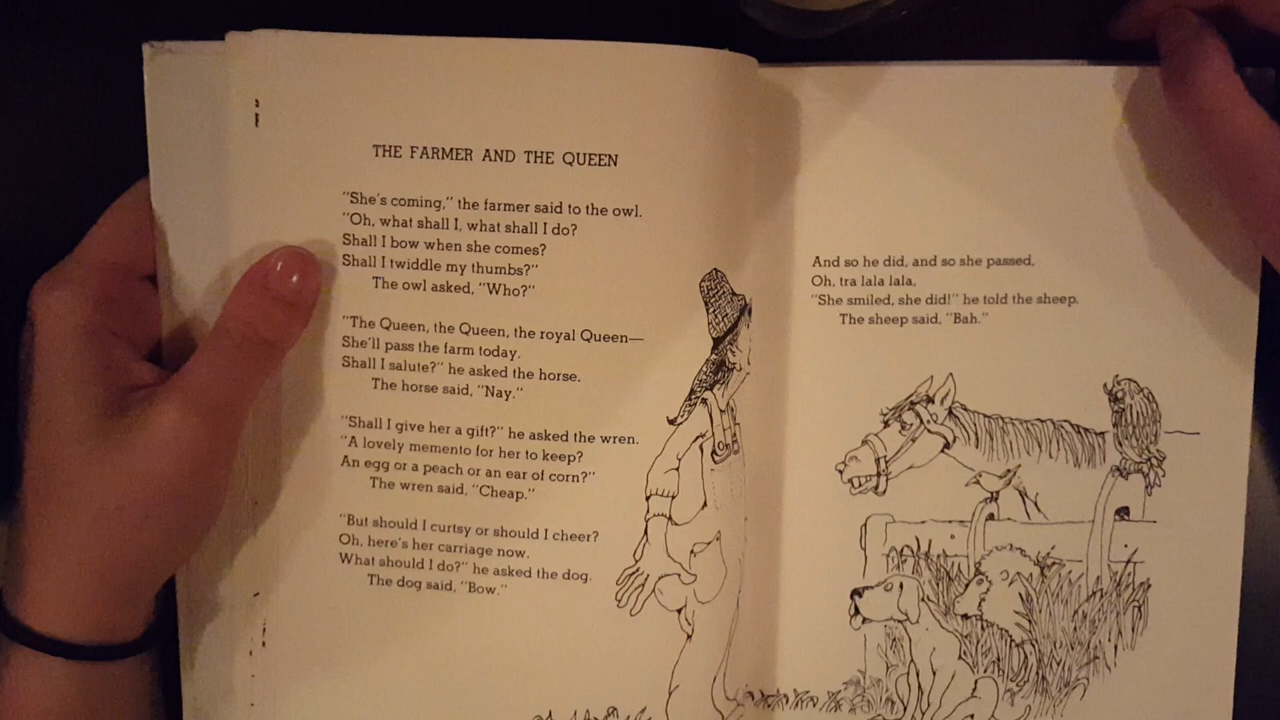 THE FARMER AND THE QUEEN
"She's coming," the farmer said to the owl.
"Oh, what shall I, what shall I do?
Shall I bow when she comes?
Shall I twiddle my thumbs?"
The owl asked, "Who?"
"The Queen, the Queen, the royal Queen—
She'll pass the farm today.
Shall I salute?" he asked the horse.
The horse said, "Nay."
"Shall I give her a gift?" he asked the wren.
"A lovely memento for her to keep?
An egg or a peach or an ear of corn?"
The wren said, "Cheap."
"But should I curtsy or should I cheer?
Oh, here's her carriage now.
What should I do?" he asked the dog.
The dog said, "Bow."
And so he did, and so she passed,
Oh, tra lala lala,
"She smiled, she did!" he told the sheep.
The sheep said, "Bah."